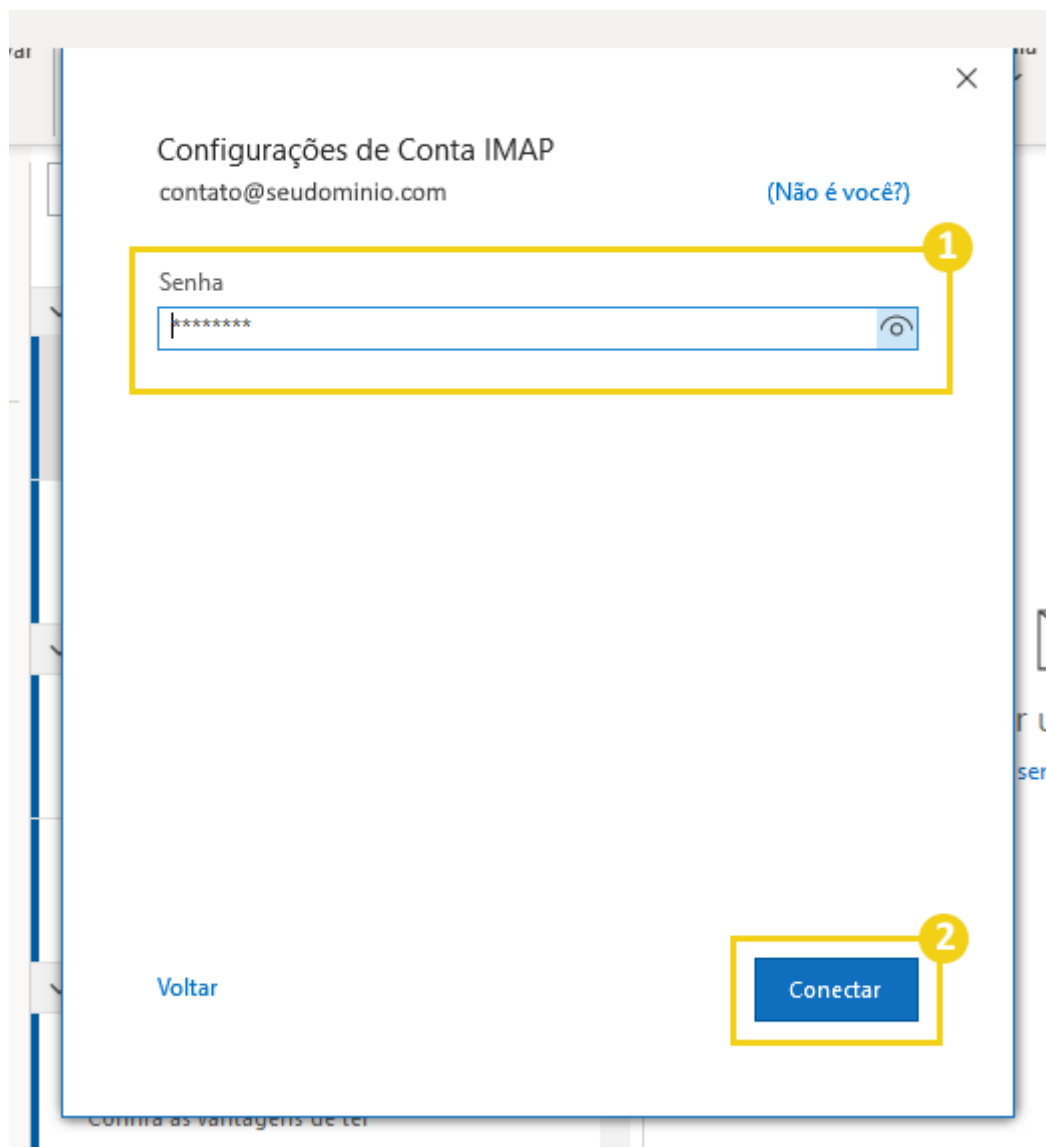 Configurações de Conta IMAP
contato@seudominio.com
(Não é você?)
1
Senha
********
2
Voltar
Conectar